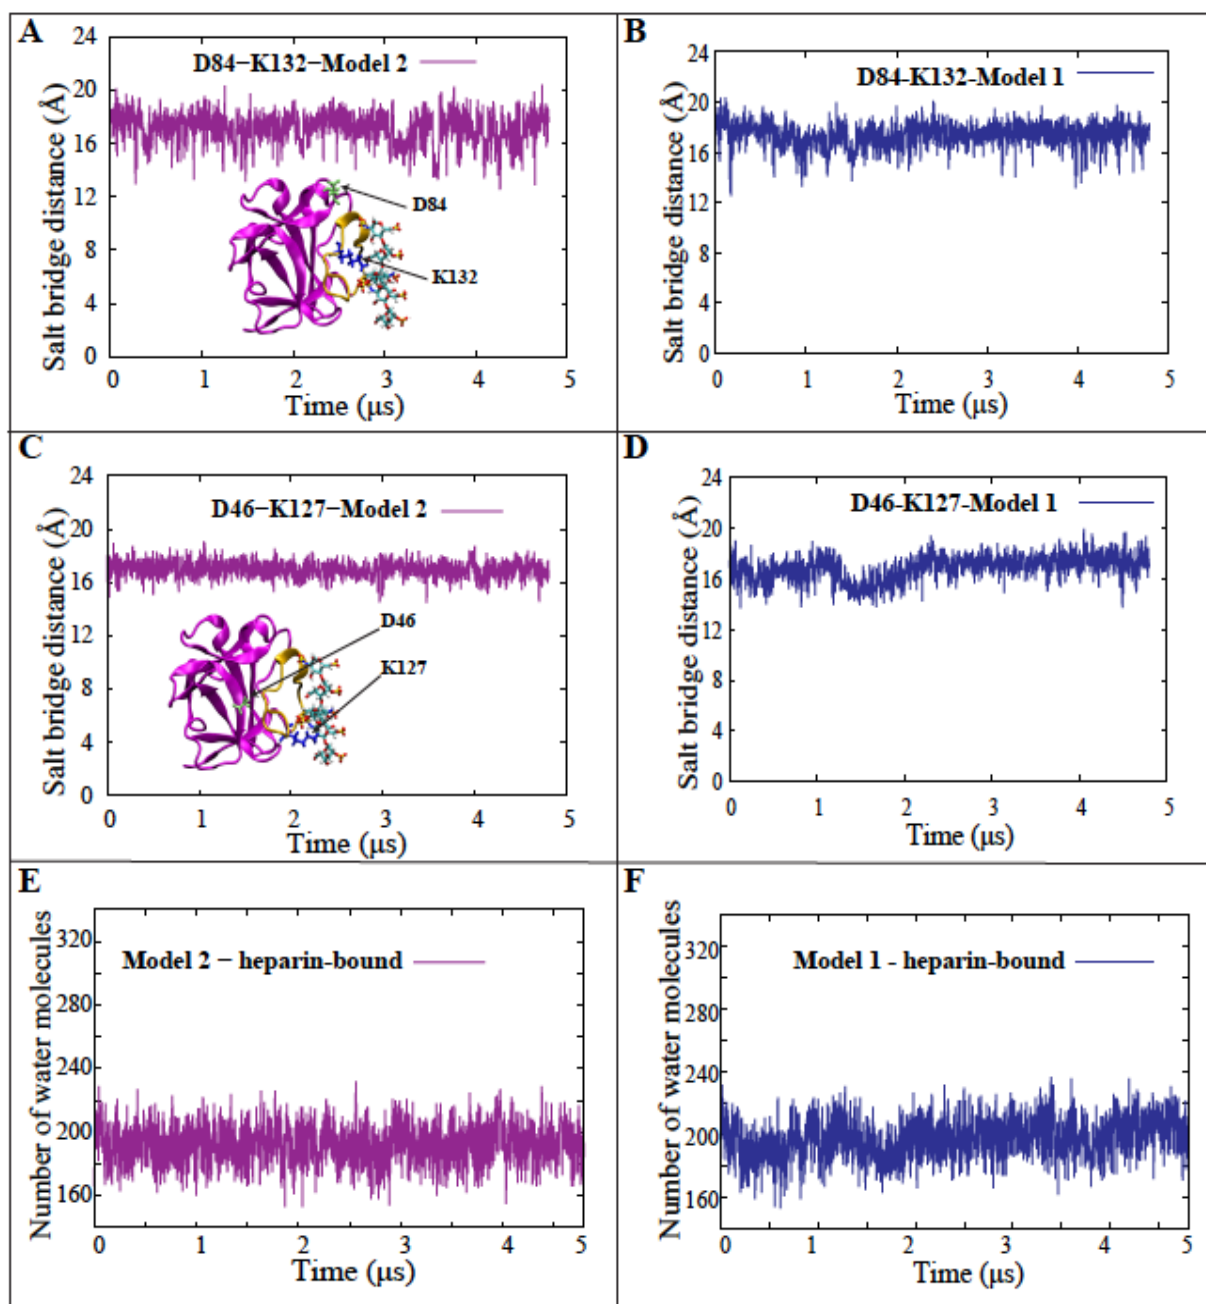 A
D84−K132−Model 2
Salt bridge distance (Å)
24
20
16
12
8
4
0
D84
K132
0 1 2 3 4 5
Time (μs)
B
D84-K132-Model 1
Salt bridge distance (Å)
24
20
16
12
8
4
0
0 1 2 3 4 5
Time (μs)
C
D46−K127−Model 2
Salt bridge distance (Å)
24
20
16
12
8
4
0
D46
K127
0 1 2 3 4 5
Time (μs)
D
D46-K127-Model 1
Salt bridge distance (Å)
24
20
16
12
8
4
0
0 1 2 3 4 5
Time (μs)
E
Model 2 − heparin-bound
Number of water molecules
320
280
240
200
160
0 1 2 3 4 5
Time (μs)
F
Model 1 - heparin-bound
Number of water molecules
320
280
240
200
160
0 1 2 3 4 5
Time (μs)